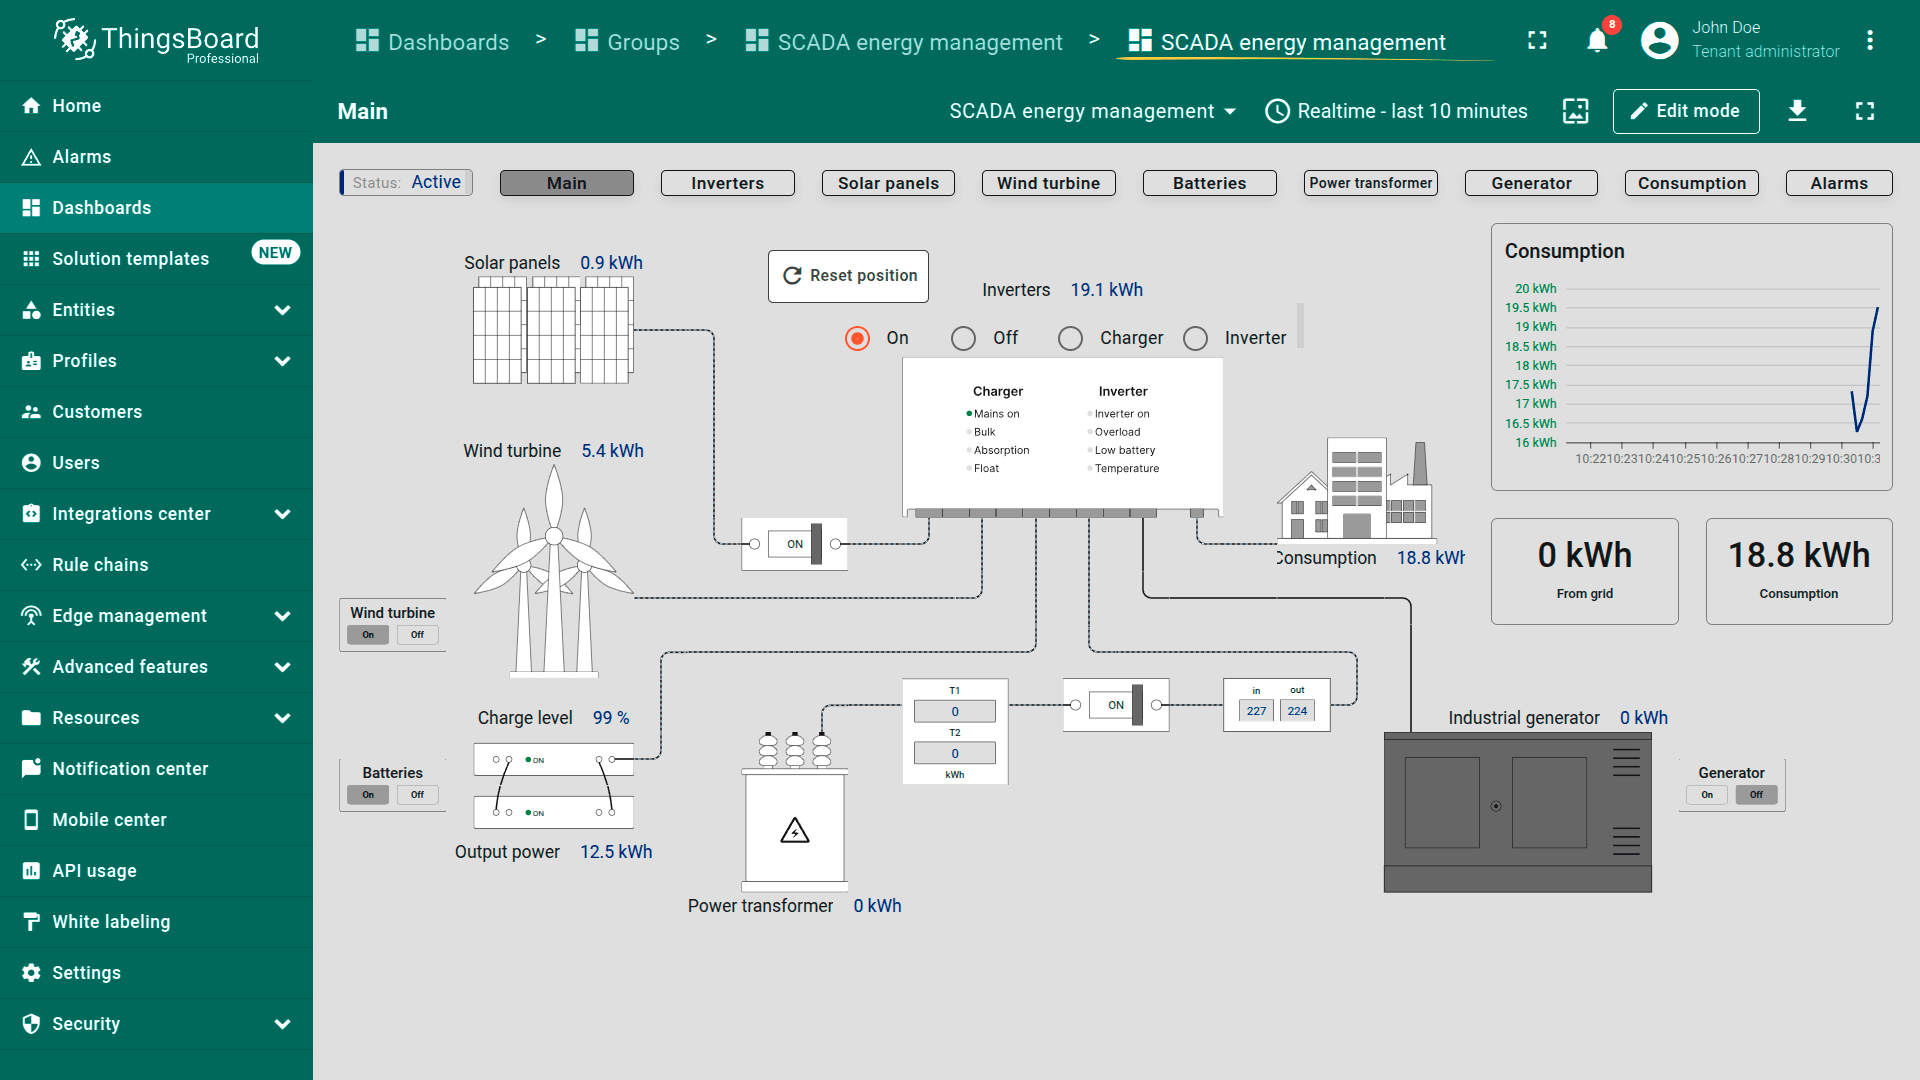 ThingsBoard
Professional
Dashboards > Groups > SCADA energy management > SCADA energy management
8
John Doe
Tenant administrator
Home
Alarms
Dashboards
Solution templates NEW
Entities
Profiles
Customers
Users
Integrations center
Rule chains
Edge management
Advanced features
Resources
Notification center
Mobile center
API usage
White labeling
Settings
Security
Main
SCADA energy management
Realtime - last 10 minutes
Edit mode
Status: Active
Main
Inverters
Solar panels
Wind turbine
Batteries
Power transformer
Generator
Consumption
Alarms
Solar panels 0.9 kWh
Reset position
Inverters 19.1 kWh
On Off Charger Inverter
Charger
Mains on
Bulk
Absorption
Float
Inverter
Inverter on
Overload
Low battery
Temperature
Wind turbine 5.4 kWh
ON
Consumption 18.8 kWh
Wind turbine
On Off
Charge level 99 %
ON
ON
Batteries
On Off
Output power 12.5 kWh
T1
0
T2
0
kWh
ON
in out
227 224
Power transformer 0 kWh
Industrial generator 0 kWh
Generator
On Off
Consumption
20 kWh
19.5 kWh
19 kWh
18.5 kWh
18 kWh
17.5 kWh
17 kWh
16.5 kWh
16 kWh
10:22 10:23 10:24 10:25 10:26 10:27 10:28 10:29 10:30 10:3
0 kWh
From grid
18.8 kWh
Consumption